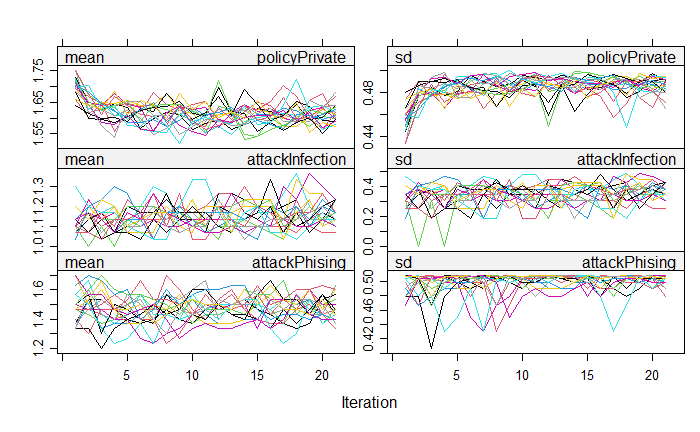 mean policyPrivate
sd policyPrivate
1.55 1.65 1.75
0.44 0.48
mean attackInfection
sd attackInfection
1.0 1.1 1.2 1.3
0.0 0.2 0.4
mean attackPhising
sd attackPhising
1.2 1.4 1.6
0.42 0.46 0.50
5 10 15 20
5 10 15 20
Iteration